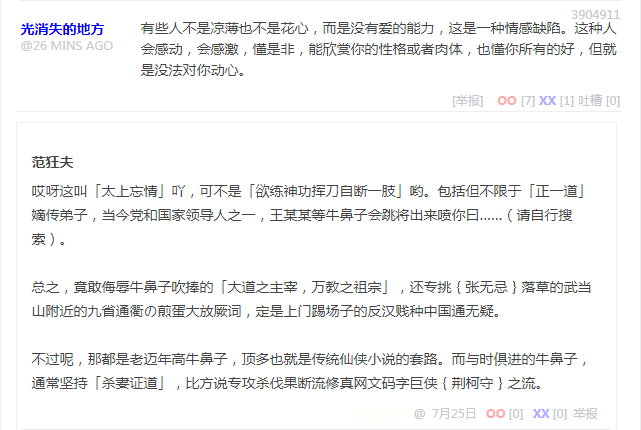 3904911
光消失的地方
@26 MINS AGO
有些人不是凉薄也不是花心，而是没有爱的能力，这是一种情感缺陷。这种人
会感动，会感激，懂是非，能欣赏你的性格或者肉体，也懂你所有的好，但就
是没法对你动心。
[举报] OO [7] XX [1] 吐槽 [0]
范狂夫
哎呀这叫「太上忘情」吖，可不是「欲练神功挥刀自断一肢」哟。包括但不限于「正一道」
嫡传弟子，当今党和国家领导人之一，王某某等牛鼻子会跳将出来喷你曰……（请自行搜
索）。
总之，竟敢侮辱牛鼻子吹捧的「大道之主宰，万教之祖宗」，还专挑｛张无忌｝落草的武当
山附近的九省通衢の煎蛋大放厥词，定是上门踢场子的反汉贱种中国通无疑。
不过呢，那都是老迈年高牛鼻子，顶多也就是传统仙侠小说的套路。而与时俱进的牛鼻子，
通常坚持「杀妻证道」，比方说专攻杀伐果断流修真网文码字巨侠｛荆柯守｝之流。
@ 7月25日 OO [0] XX [0] 举报